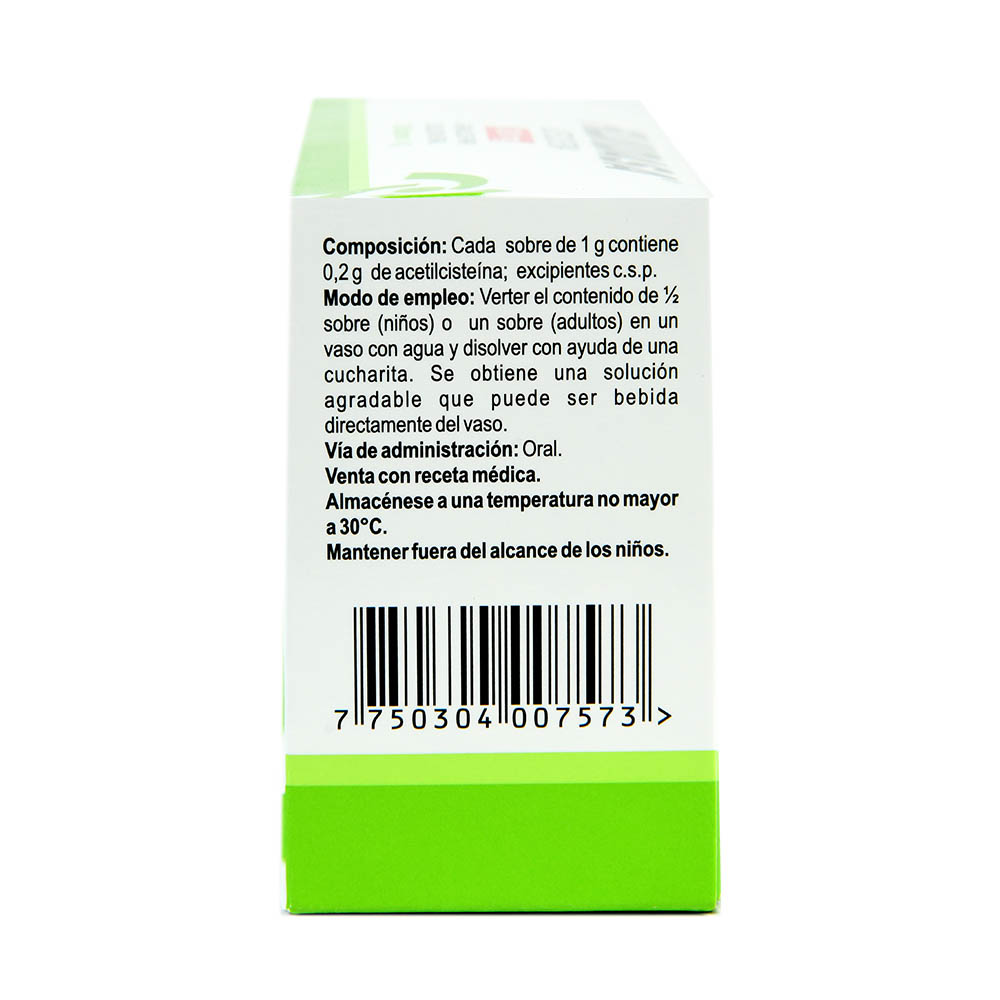 Composición: Cada sobre de 1 g contiene
0,2 g de acetilcisteína; excipientes c.s.p.
Modo de empleo: Verter el contenido de ½
sobre (niños) o un sobre (adultos) en un
vaso con agua y disolver con ayuda de una
cucharita. Se obtiene una solución
agradable que puede ser bebida
directamente del vaso.
Vía de administración: Oral.
Venta con receta médica.
Almacénese a una temperatura no mayor
a 30°C.
Mantener fuera del alcance de los niños.
7 750304 007573 >